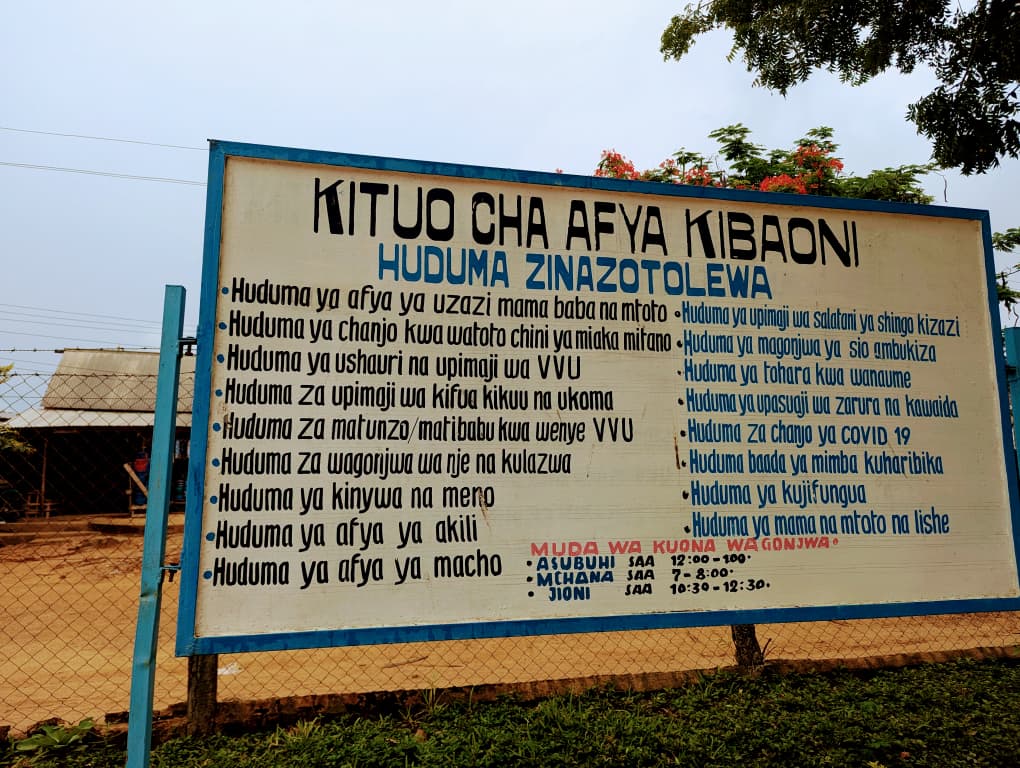 KITUO CHA AFYA KIBAONI
HUDUMA ZINAZOTOLEWA
• Huduma ya afya ya uzazi mama baba na mtoto
• Huduma ya chanjo kwa watoto chini ya miaka mitano
• Huduma ya ushauri na upimaji wa VVU
• Huduma za upimaji wa kifua kikuu na ukoma
• Huduma za matunzo/matibabu kwa wenye VVU
• Huduma za wagonjwa wa nje na kulazwa
• Huduma ya kinywa na meno
• Huduma ya afya ya akili
• Huduma ya afya ya macho
• Huduma ya upimaji wa salatani ya shingo kizazi
• Huduma ya magonjwa ya sio ambukiza
• Huduma ya tohara kwa wanaume
• Huduma ya upasuaji wa zarura na kawaida
• Huduma za chanjo ya COVID 19
• Huduma baada ya mimba kuharibika
• Huduma ya kujifungua
• Huduma ya mama na mtoto na lishe
MUDA WA KUONA WAGONJWA.
• ASUBUHI SAA 12:00-1:00.
• MCHANA SAA 7-8:00.
• JIONI SAA 10:30-12:30.